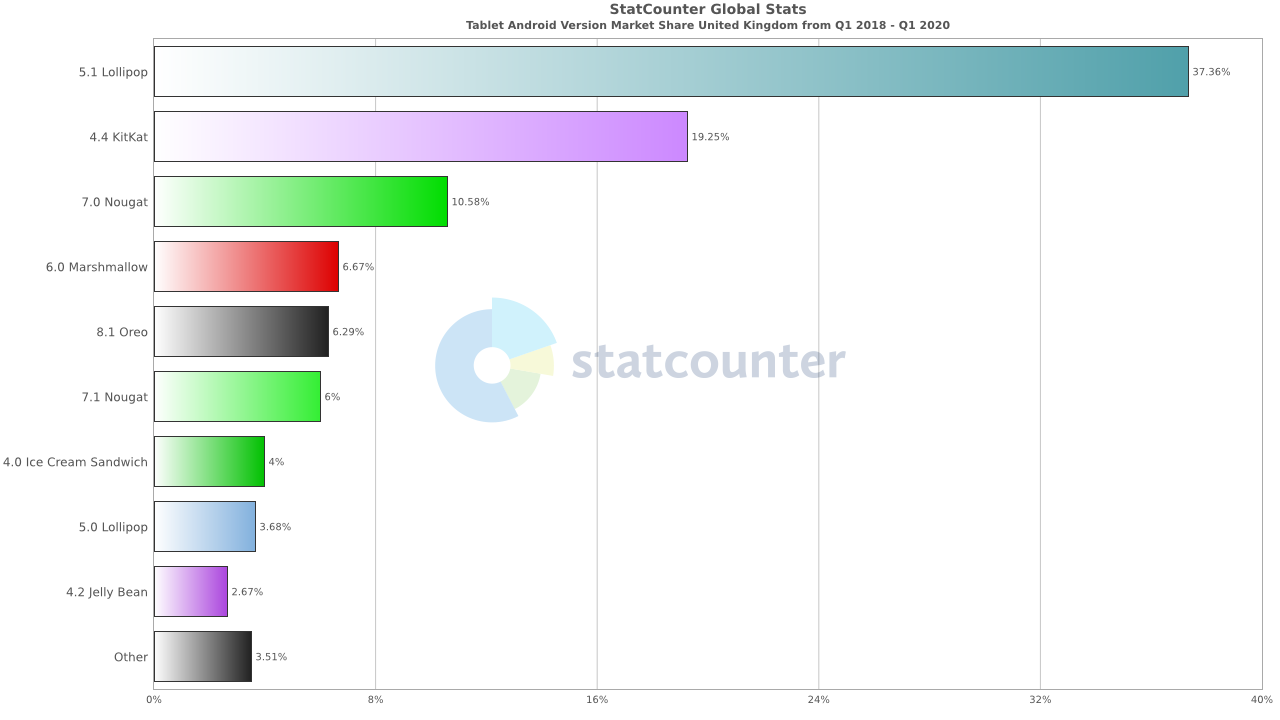 StatCounter Global Stats
Tablet Android Version Market Share United Kingdom from Q1 2018 - Q1 2020
5.1 Lollipop 37.36%
4.4 KitKat 19.25%
7.0 Nougat 10.58%
6.0 Marshmallow 6.67%
8.1 Oreo 6.29%
statcounter
7.1 Nougat 6%
4.0 Ice Cream Sandwich 4%
5.0 Lollipop 3.68%
4.2 Jelly Bean 2.67%
Other 3.51%
0% 8% 16% 24% 32% 40%